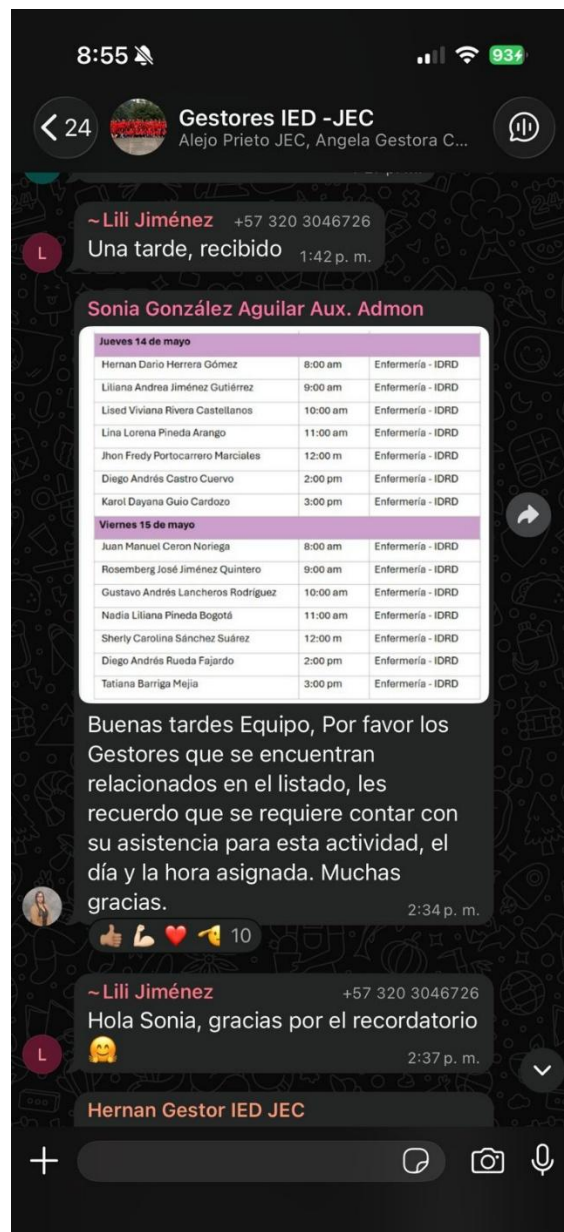 8:55
93
24
Gestores IED -JEC
Alejo Prieto JEC, Angela Gestora C...
~Lili Jiménez +57 320 3046726
L
Una tarde, recibido 1:42 p. m.
Sonia González Aguilar Aux. Admon
Jueves 14 de mayo
Hernan Dario Herrera Gómez 8:00 am Enfermería - IDRD
Liliana Andrea Jiménez Gutiérrez 9:00 am Enfermería - IDRD
Lised Viviana Rivera Castellanos 10:00 am Enfermería - IDRD
Lina Lorena Pineda Arango 11:00 am Enfermería - IDRD
Jhon Fredy Portocarrero Marciales 12:00 m Enfermería - IDRD
Diego Andrés Castro Cuervo 2:00 pm Enfermería - IDRD
Karol Dayana Guio Cardozo 3:00 pm Enfermería - IDRD
Viernes 15 de mayo
Juan Manuel Ceron Noriega 8:00 am Enfermería - IDRD
Rosemberg José Jiménez Quintero 9:00 am Enfermería - IDRD
Gustavo Andrés Lancheros Rodríguez 10:00 am Enfermería - IDRD
Nadia Liliana Pineda Bogotá 11:00 am Enfermería - IDRD
Sherly Carolina Sánchez Suárez 12:00 m Enfermería - IDRD
Diego Andrés Rueda Fajardo 2:00 pm Enfermería - IDRD
Tatiana Barriga Mejia 3:00 pm Enfermería - IDRD
Buenas tardes Equipo, Por favor los
Gestores que se encuentran
relacionados en el listado, les
recuerdo que se requiere contar con
su asistencia para esta actividad, el
día y la hora asignada. Muchas
gracias. 2:34 p. m.
10
~Lili Jiménez +57 320 3046726
Hola Sonia, gracias por el recordatorio
L
2:37 p. m.
Hernan Gestor IED JEC